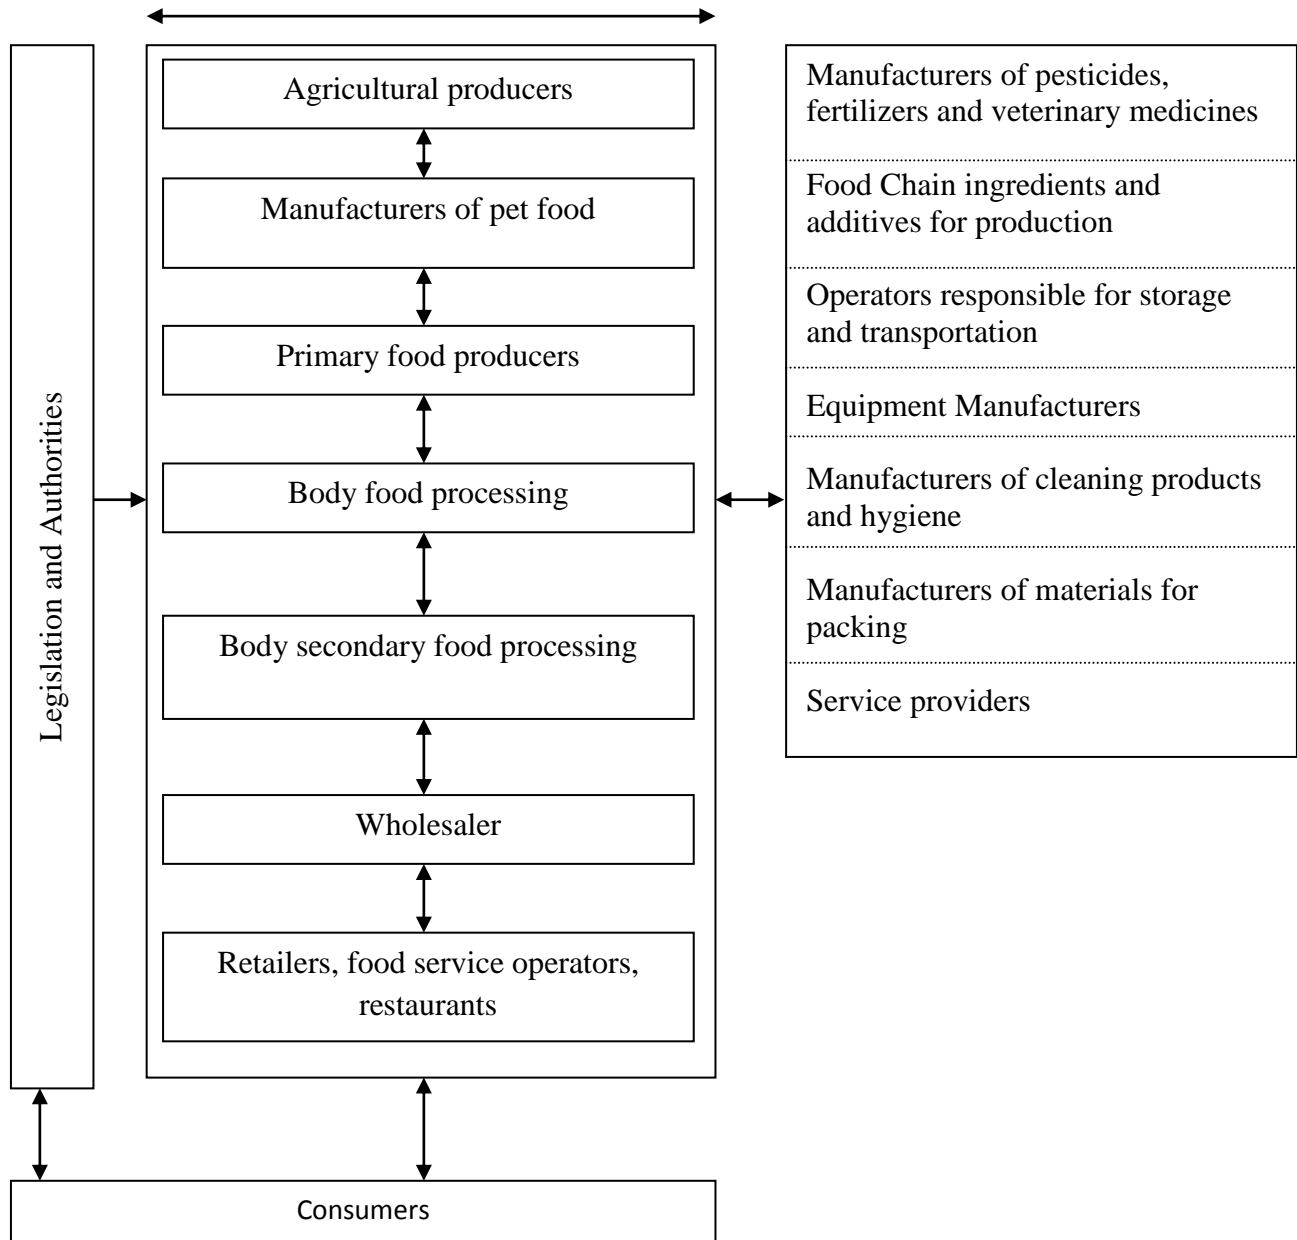 Legislation and Authorities
Agricultural producers
Manufacturers of pet food
Primary food producers
Body food processing
Body secondary food processing
Wholesaler
Retailers, food service operators,
restaurants
Manufacturers of pesticides,
fertilizers and veterinary medicines
Food Chain ingredients and
additives for production
Operators responsible for storage
and transportation
Equipment Manufacturers
Manufacturers of cleaning products
and hygiene
Manufacturers of materials for
packing
Service providers
Consumers